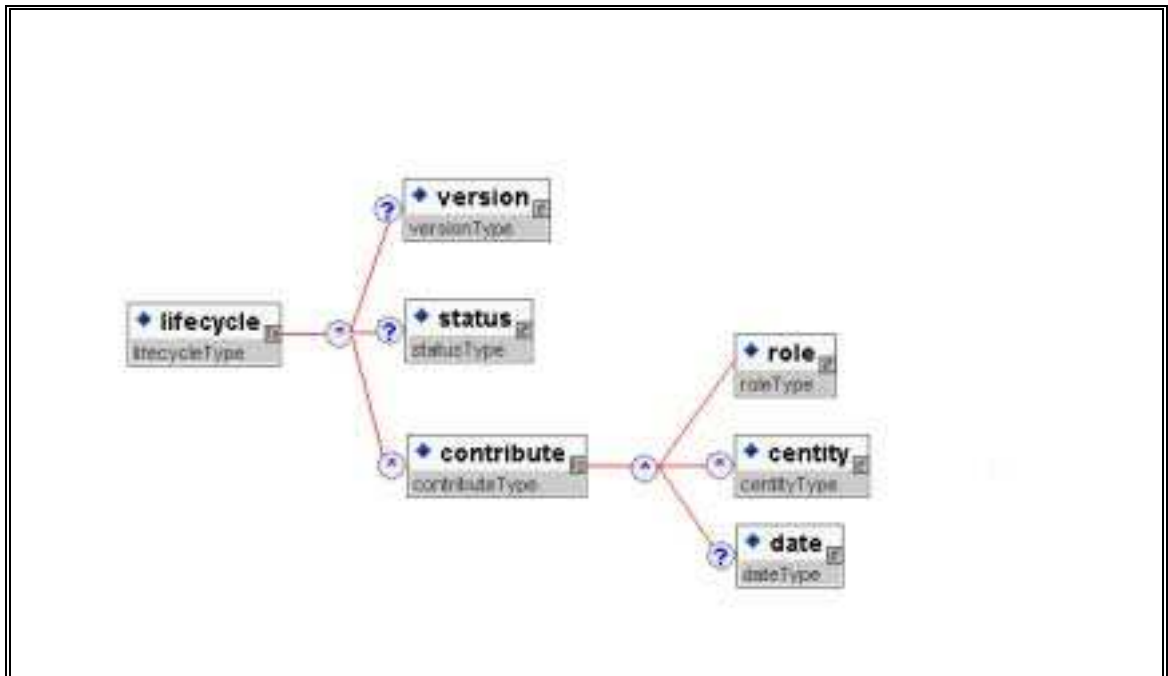 version
versionType
?
lifecycle
lifecycleType
status
statusType
?
role
roleType
contribute
contributeType
centity
centityType
date
dateType
?